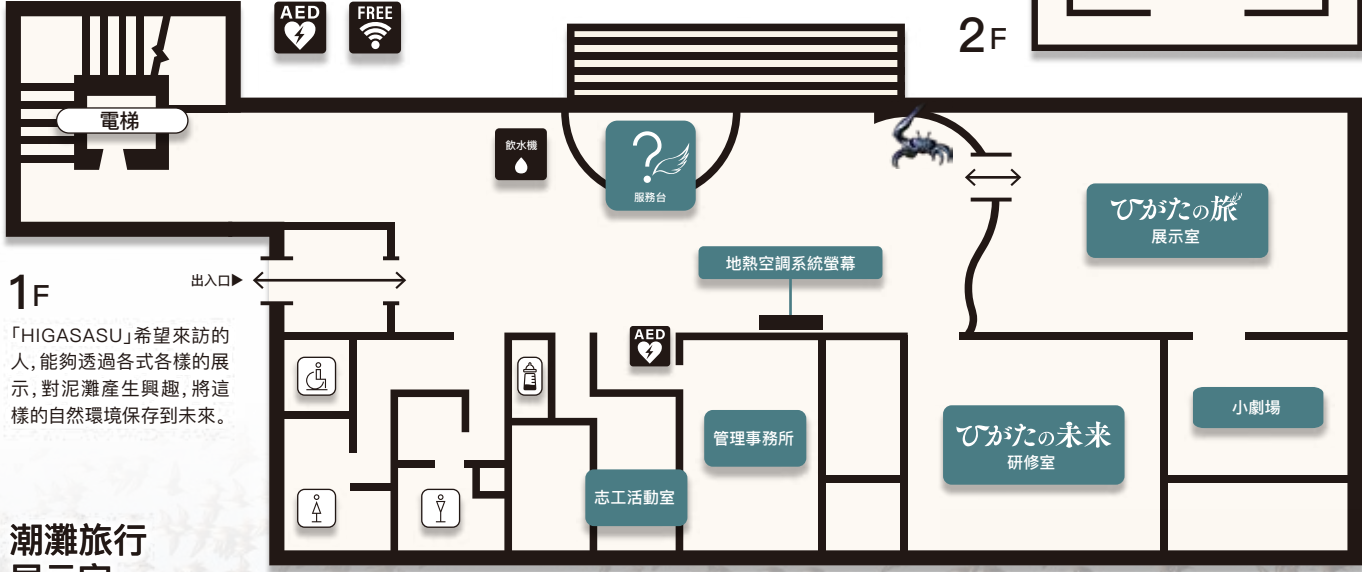 AED
FREE
2F
電梯
飲水機
服務台
ひがたの旅
展示室
地熱空調系統螢幕
出入口▶
1F
「HIGASASU」希望來訪的
人,能夠透過各式各樣的展
示,對泥灘產生興趣,將這
樣的自然環境保存到未來。
AED
小劇場
管理事務所
ひがたの未来
研修室
志工活動室
潮灘旅行
展示室